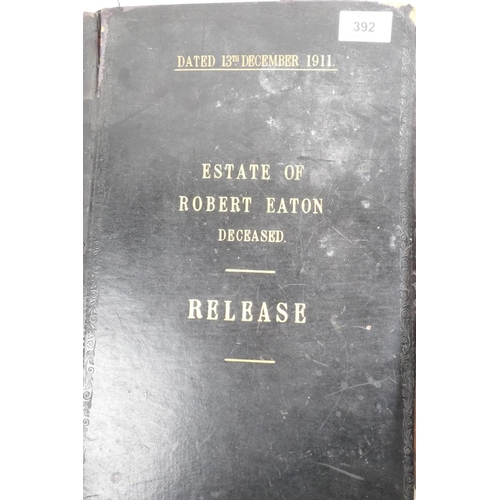 392
DATED 13TH DECEMBER 1911.
ESTATE OF
ROBERT EATON
DECEASED.
RELEASE